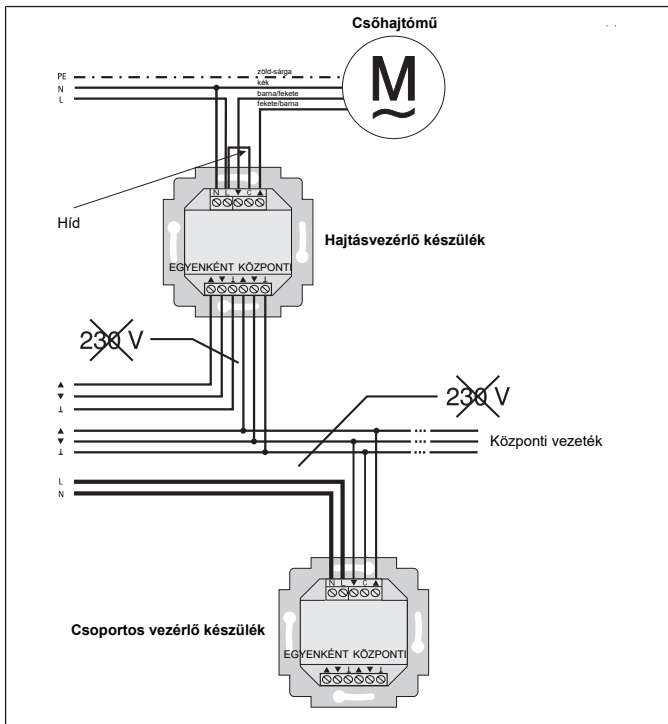 Csőhajtómű
PE
zöld-sárga
N
kék
L
barna/fekete
fekete/barna
M
~
Híd
N L ▼ C ▲
Hajtásvezérlő készülék
EGYENKÉNT KÖZPONTI
▲ ▼ ⊥ ▲ ▼ ⊥
230 V
▲
▼
⊥
230 V
▲
▼
⊥
Központi vezeték
L
N
N L ▼ C ▲
Csoportos vezérlő készülék
EGYENKÉNT KÖZPONTI
▲ ▼ ⊥ ▲ ▼ ⊥